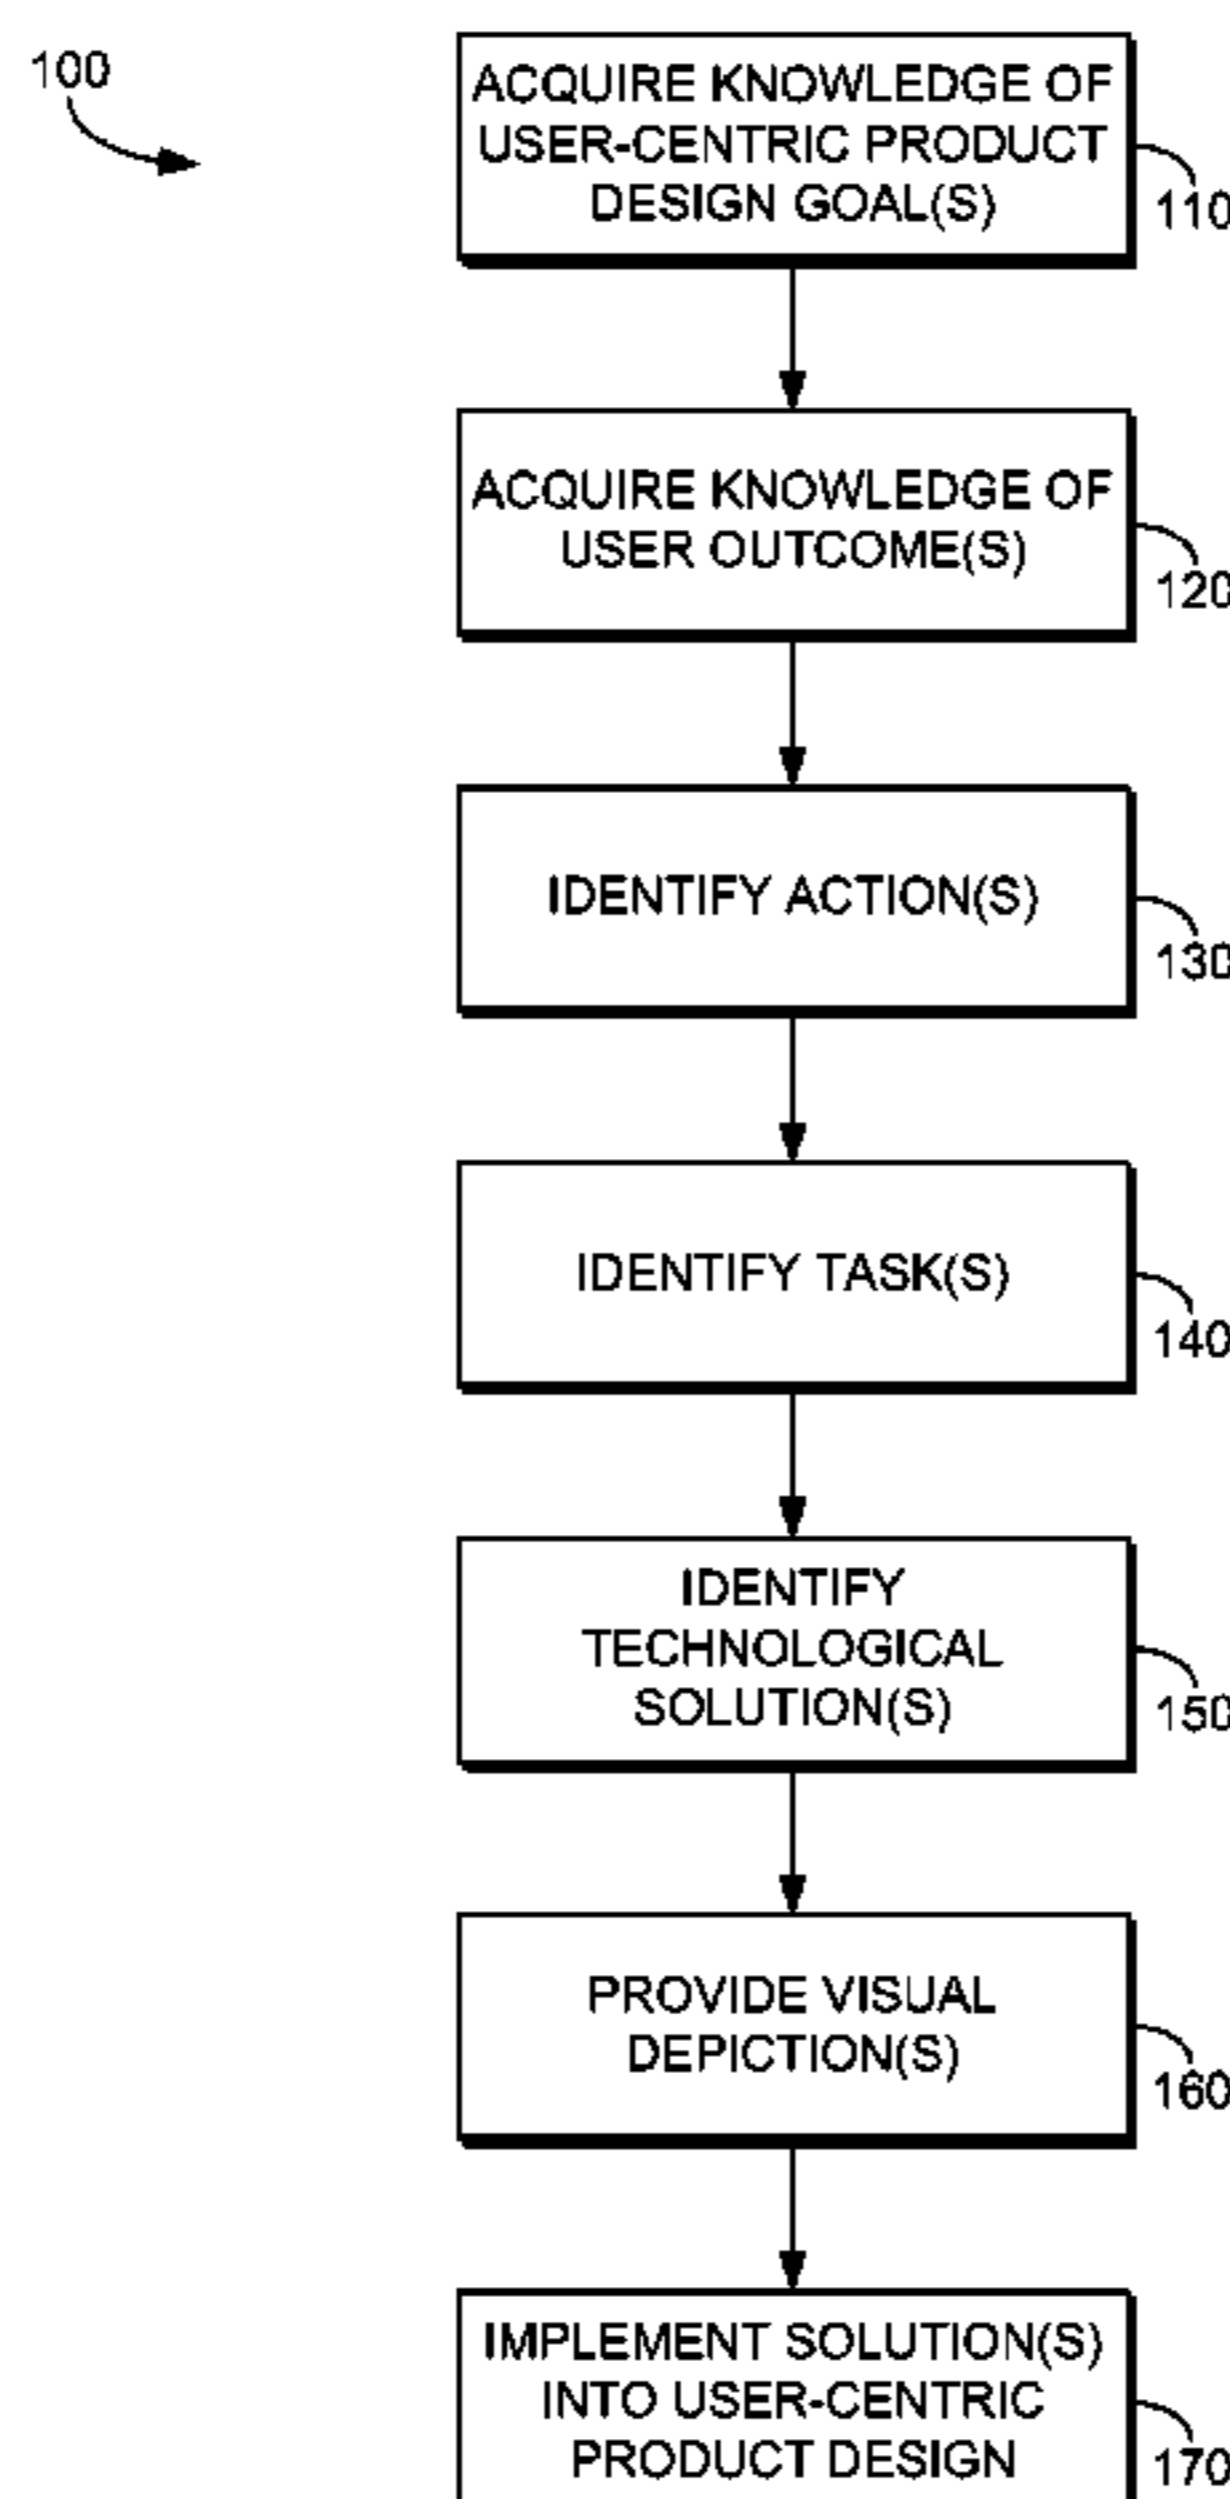 100
ACQUIRE KNOWLEDGE OF
USER-CENTRIC PRODUCT
DESIGN GOAL(S)
110
ACQUIRE KNOWLEDGE OF
USER OUTCOME(S)
120
IDENTIFY ACTION(S)
130
IDENTIFY TASK(S)
140
IDENTIFY
TECHNOLOGICAL
SOLUTION(S)
150
PROVIDE VISUAL
DEPICTION(S)
160
IMPLEMENT SOLUTION(S)
INTO USER-CENTRIC
PRODUCT DESIGN
170